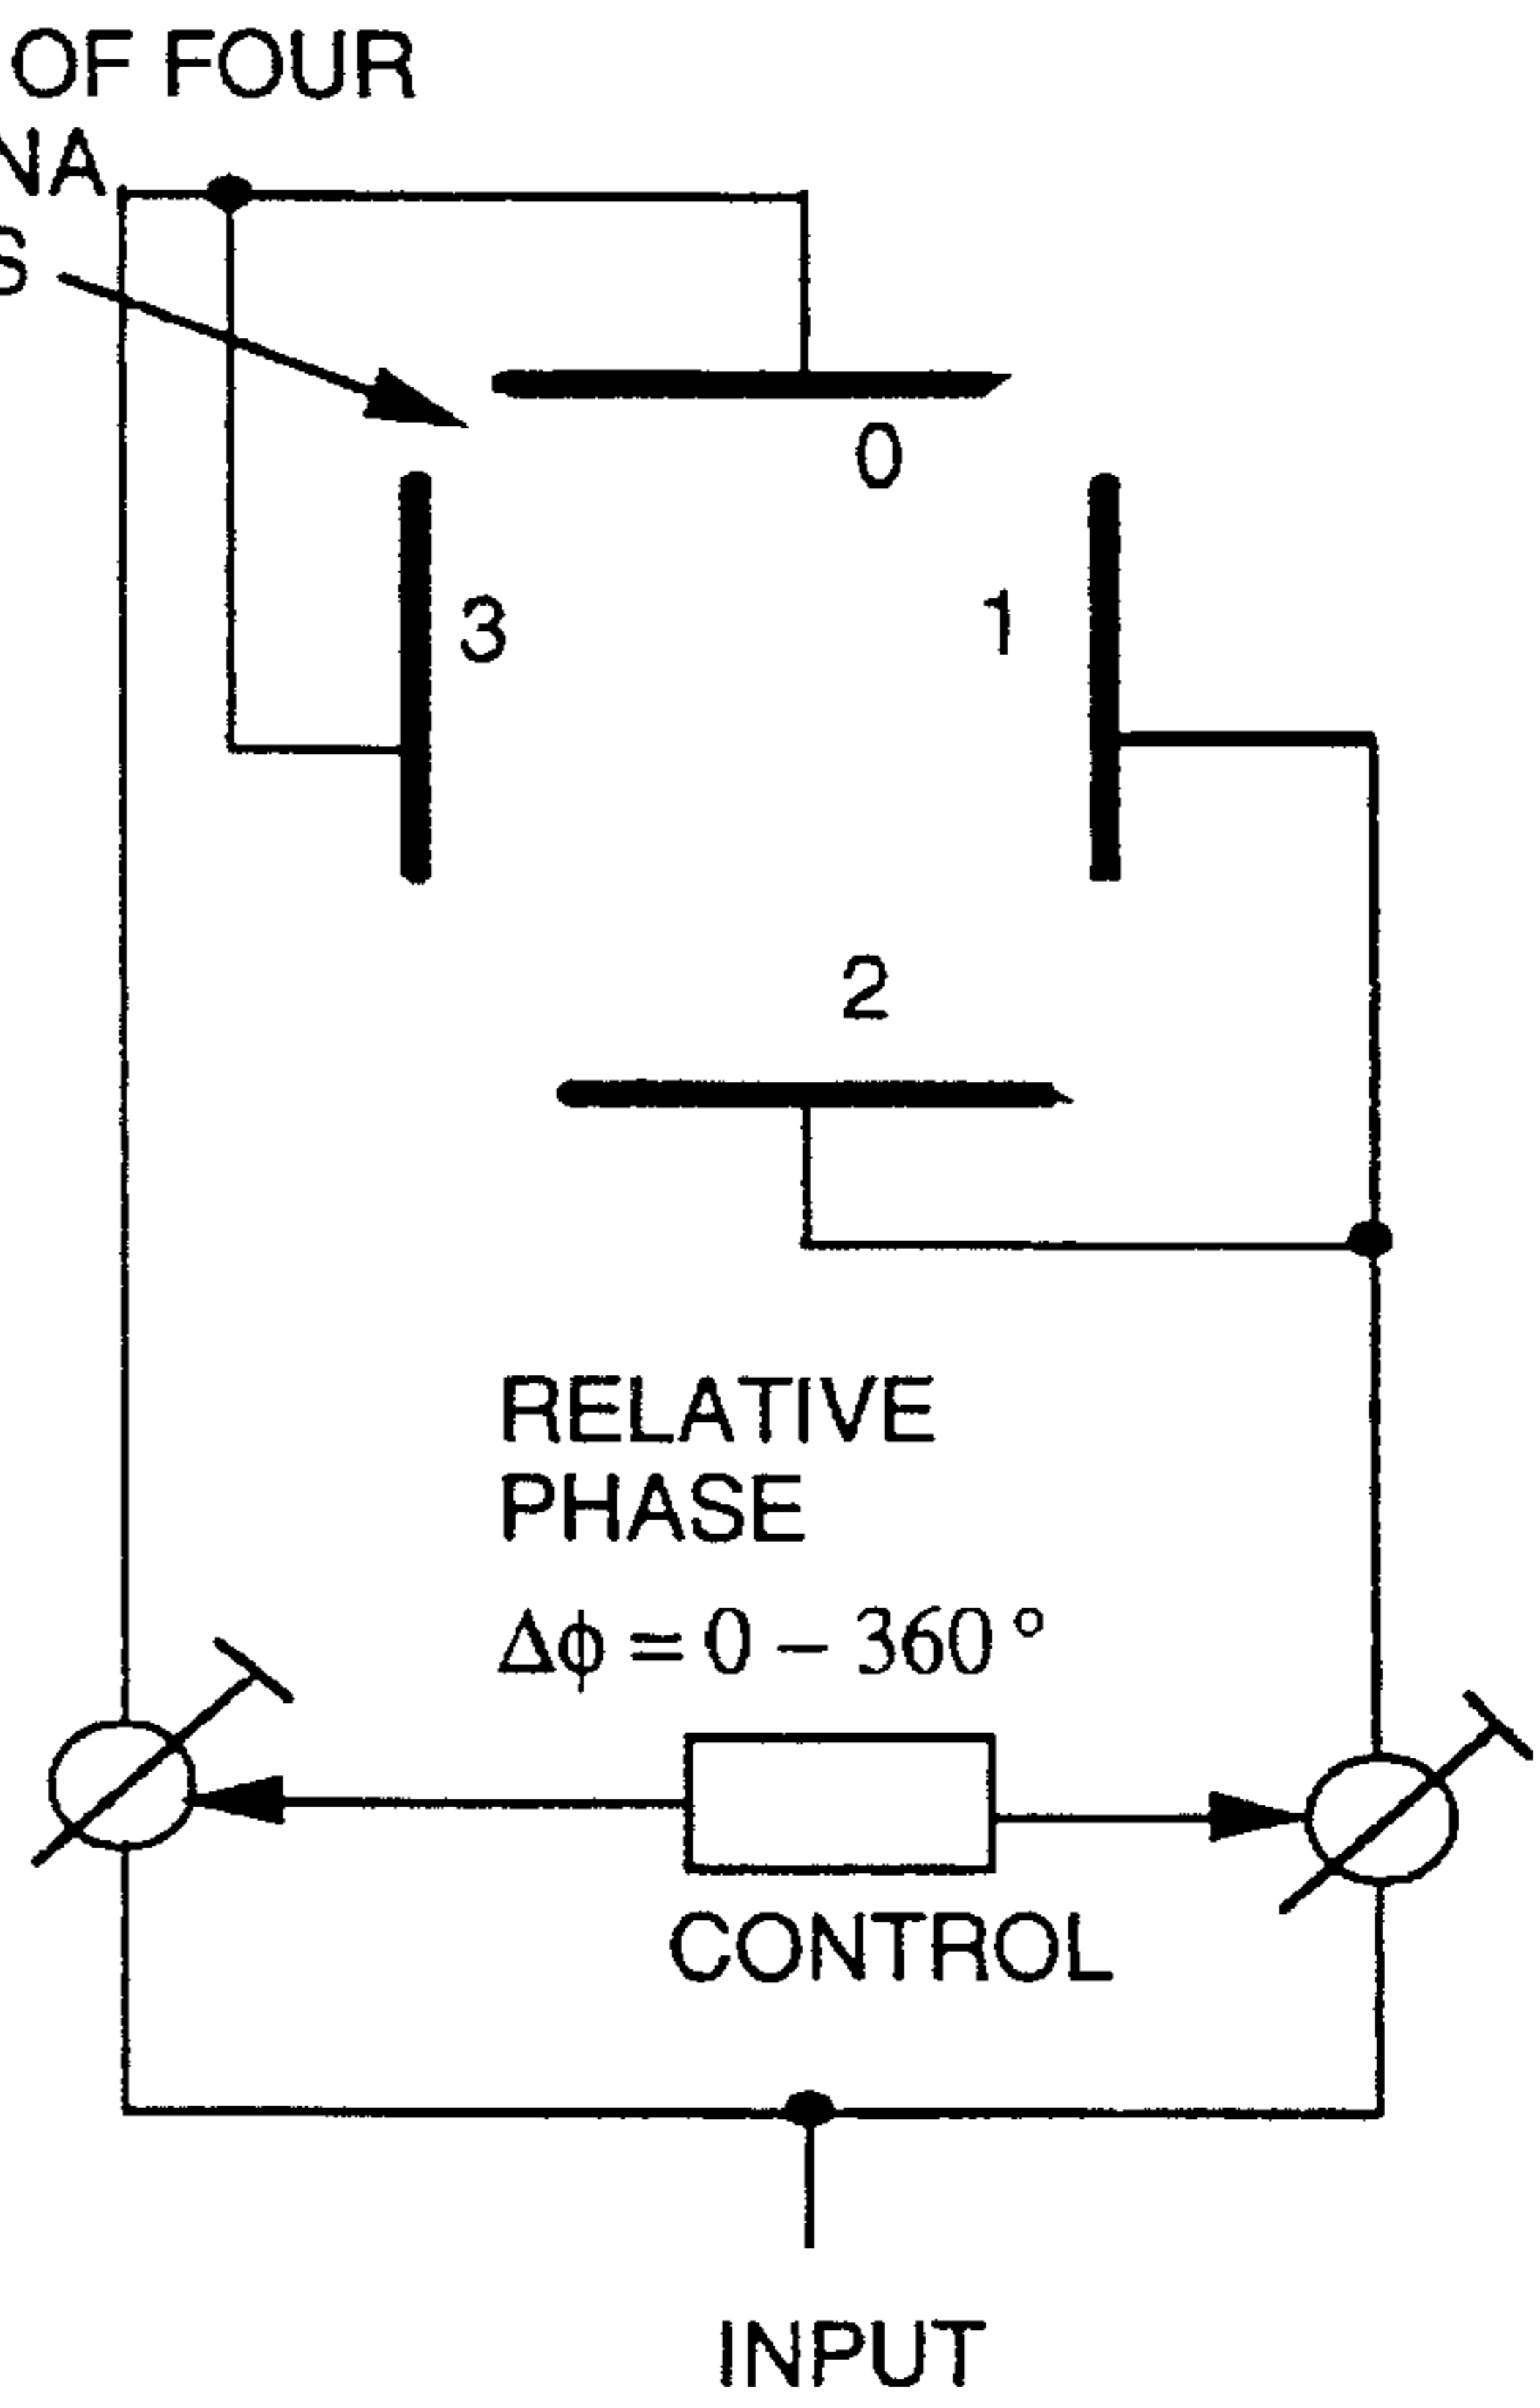 OF FOUR
NA
S
0
3
1
2
RELATIVE
PHASE
Δϕ = 0 – 360°
CONTROL
INPUT